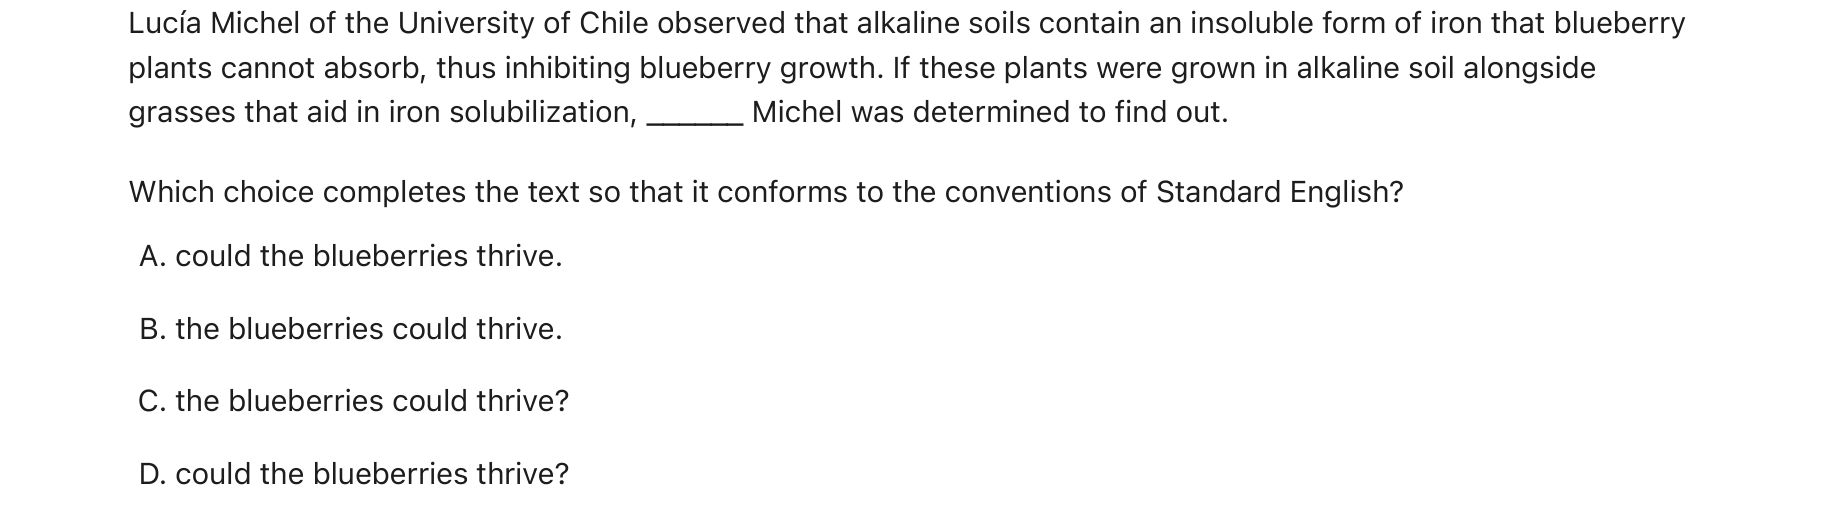 Lucía Michel of the University of Chile observed that alkaline soils contain an insoluble form of iron that blueberry
plants cannot absorb, thus inhibiting blueberry growth. If these plants were grown in alkaline soil alongside
grasses that aid in iron solubilization, ______ Michel was determined to find out.
Which choice completes the text so that it conforms to the conventions of Standard English?
A. could the blueberries thrive.
B. the blueberries could thrive.
C. the blueberries could thrive?
D. could the blueberries thrive?